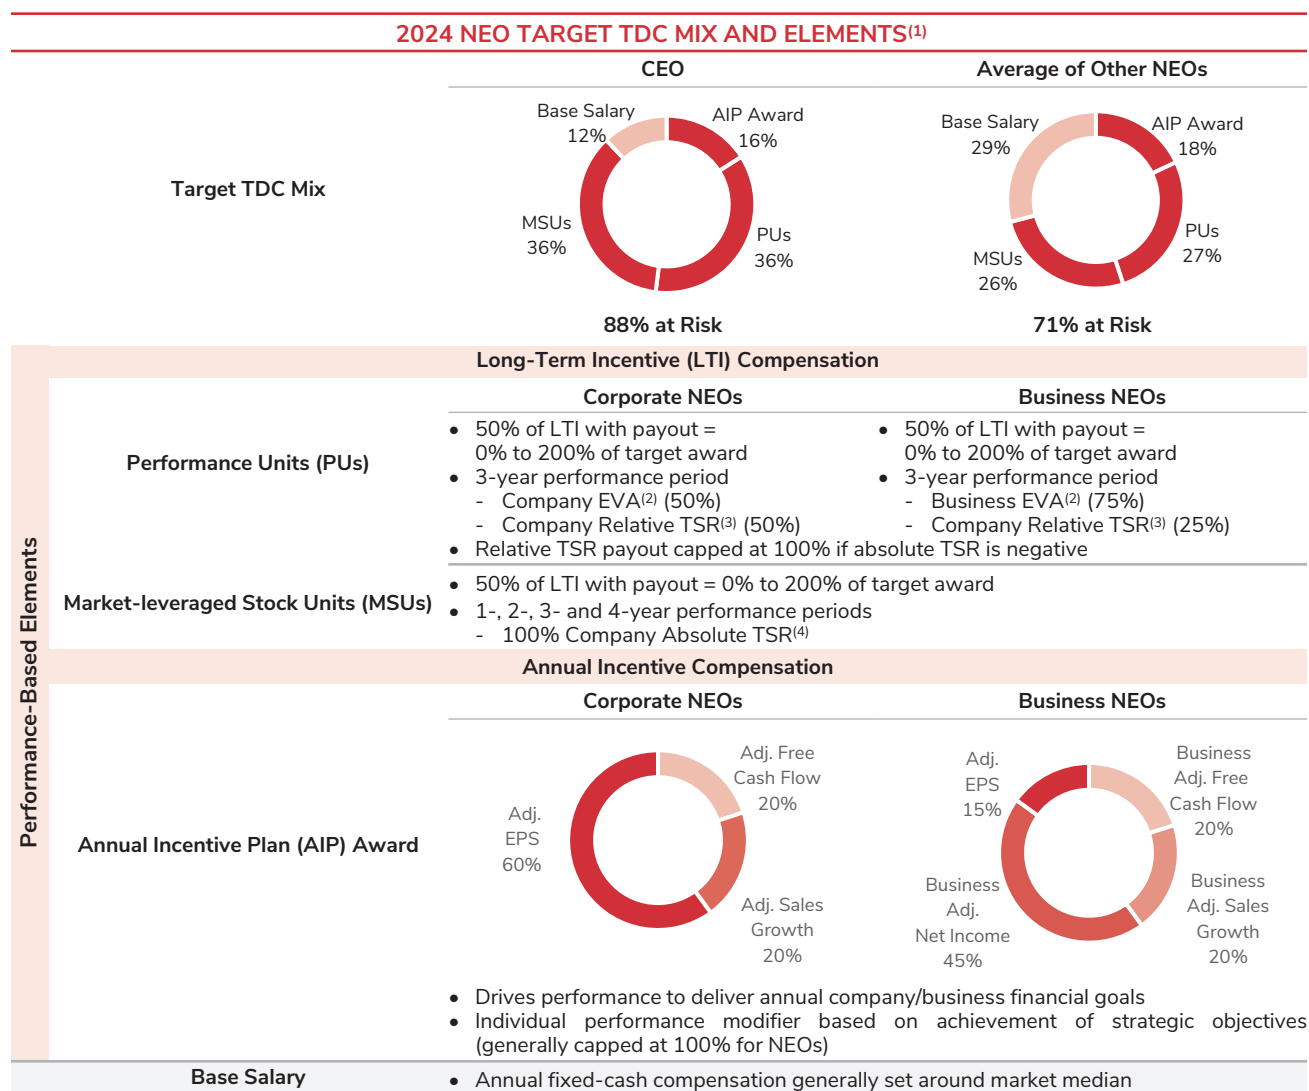 2024 NEO TARGET TDC MIX AND ELEMENTS(1)
CEO
Average of Other NEOs
Target TDC Mix
Base Salary
12%
AIP Award
16%
MSUs
36%
PUs
36%
88% at Risk
Base Salary
29%
AIP Award
18%
MSUs
26%
PUs
27%
71% at Risk
Performance-Based Elements
Long-Term Incentive (LTI) Compensation
Corporate NEOs
Business NEOs
Performance Units (PUs)
• 50% of LTI with payout =
0% to 200% of target award
• 3-year performance period
- Company EVA(2) (50%)
- Company Relative TSR(3) (50%)
• 50% of LTI with payout =
0% to 200% of target award
• 3-year performance period
- Business EVA(2) (75%)
- Company Relative TSR(3) (25%)
• Relative TSR payout capped at 100% if absolute TSR is negative
Market-leveraged Stock Units (MSUs)
• 50% of LTI with payout = 0% to 200% of target award
• 1-, 2-, 3- and 4-year performance periods
- 100% Company Absolute TSR(4)
Annual Incentive Compensation
Corporate NEOs
Business NEOs
Annual Incentive Plan (AIP) Award
Adj. Free
Cash Flow
20%
Adj.
EPS
60%
Adj. Sales
Growth
20%
Adj.
EPS
15%
Business
Adj. Free
Cash Flow
20%
Business
Adj.
Net Income
45%
Business
Adj. Sales
Growth
20%
• Drives performance to deliver annual company/business financial goals
• Individual performance modifier based on achievement of strategic objectives
(generally capped at 100% for NEOs)
Base Salary
• Annual fixed-cash compensation generally set around market median